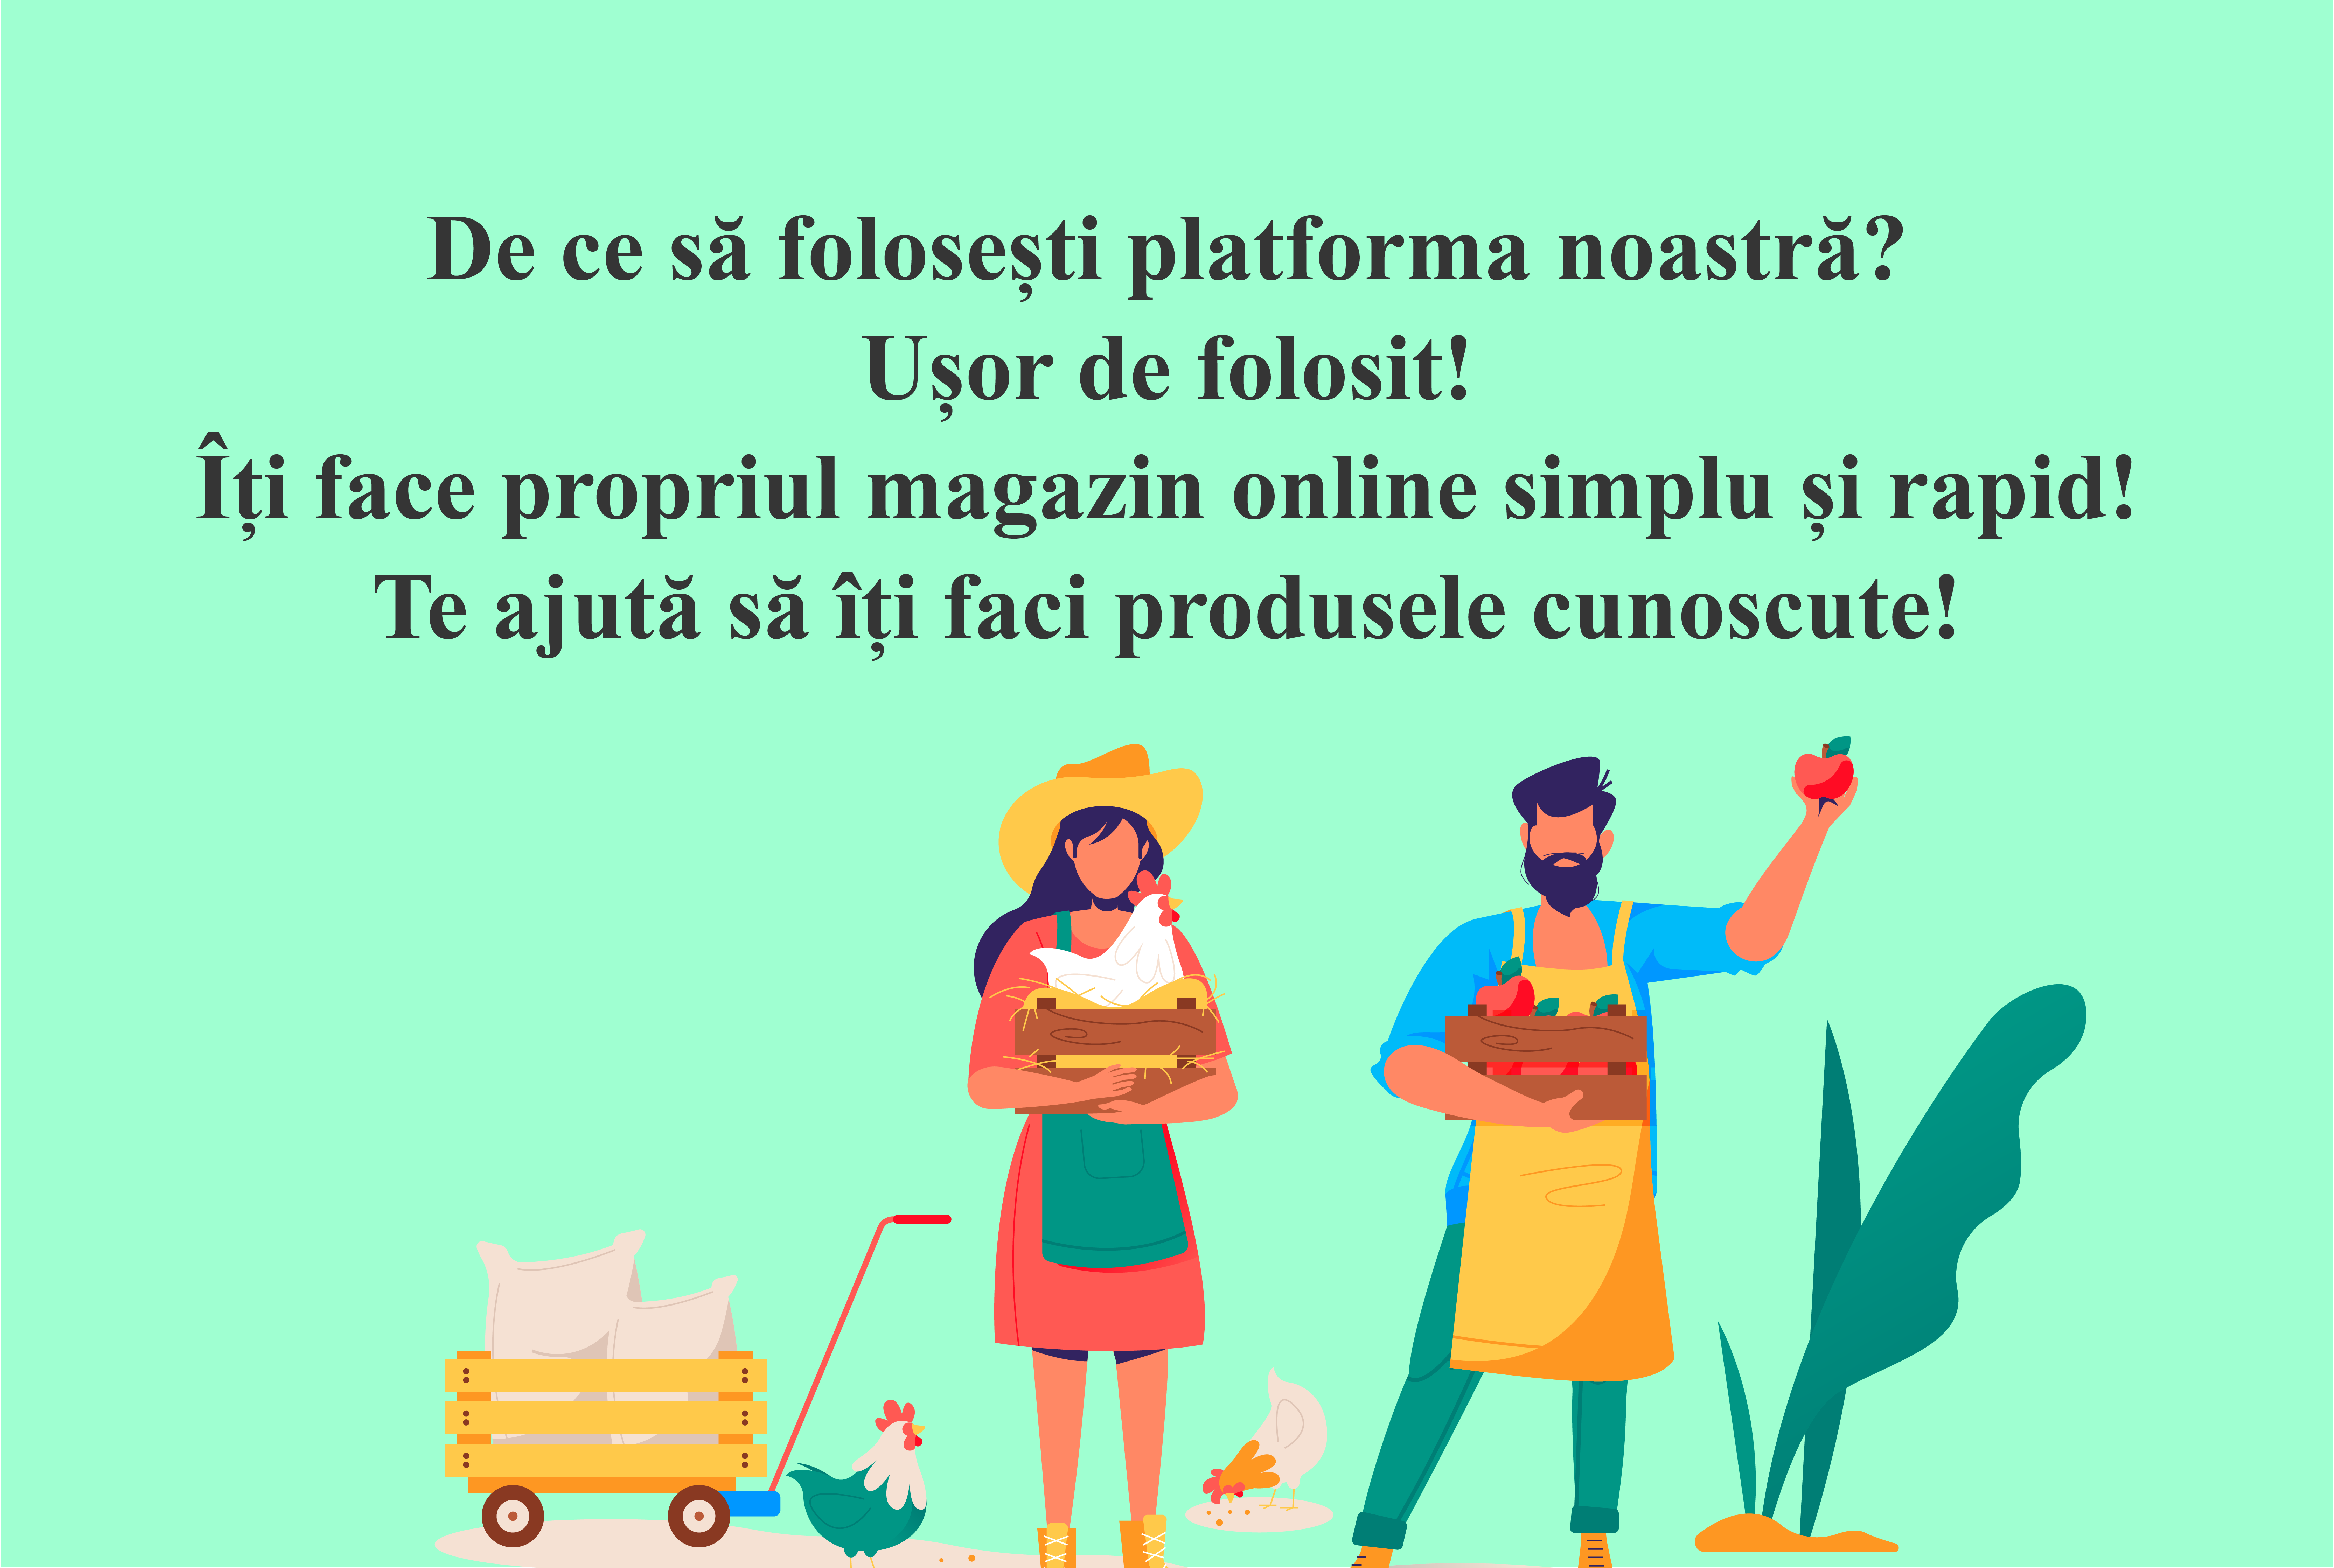 De ce să folosești platforma noastră?
Ușor de folosit!
Îți face propriul magazin online simplu și rapid!
Te ajută să îți faci produsele cunoscute!